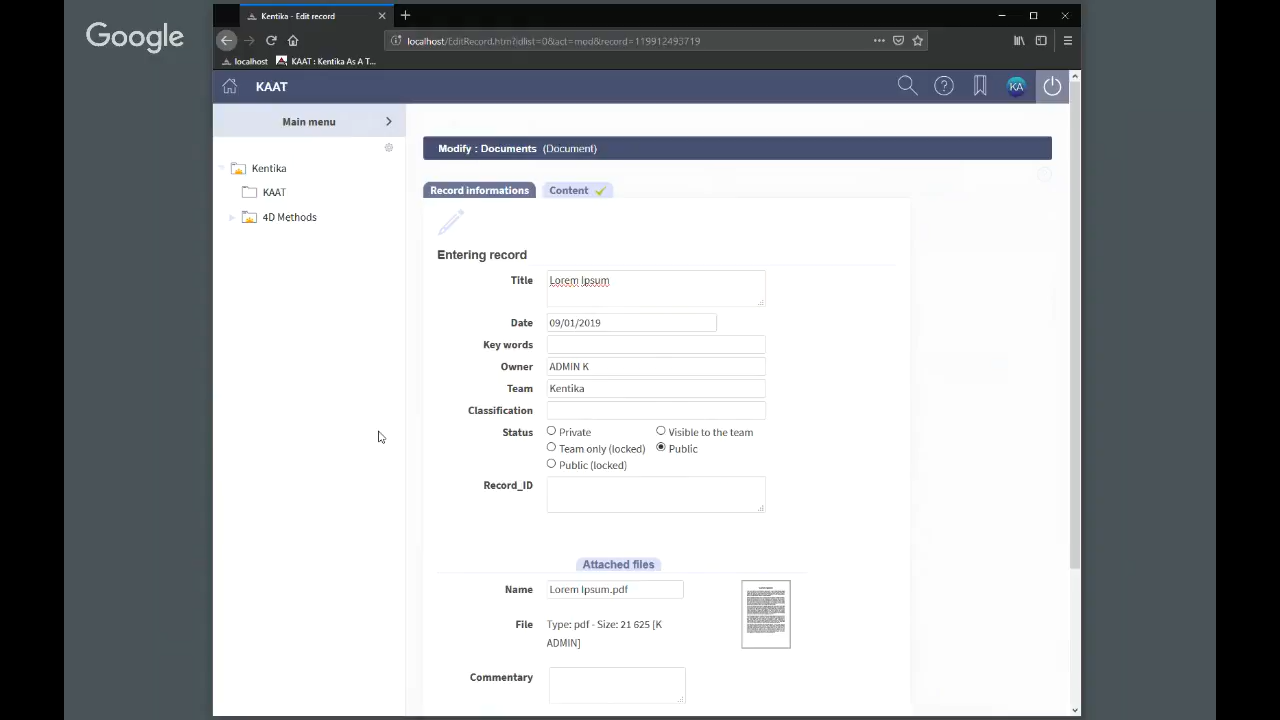 Google
Kentika - Edit record
localhost/EditRecord.htm?idlist=0&act=mod&record=119912493719
localhost KAAT : Kentika As A T...
KAAT
KA
Main menu
Modify : Documents (Document)
Kentika
KAAT
4D Methods
Record informations Content
Entering record
Title Lorem Ipsum
Date 09/01/2019
Key words
Owner ADMIN K
Team Kentika
Classification
Status Private Visible to the team
Team only (locked) Public
Public (locked)
Record_ID
Attached files
Name Lorem Ipsum.pdf
File Type: pdf - Size: 21 625 [K
ADMIN]
Commentary